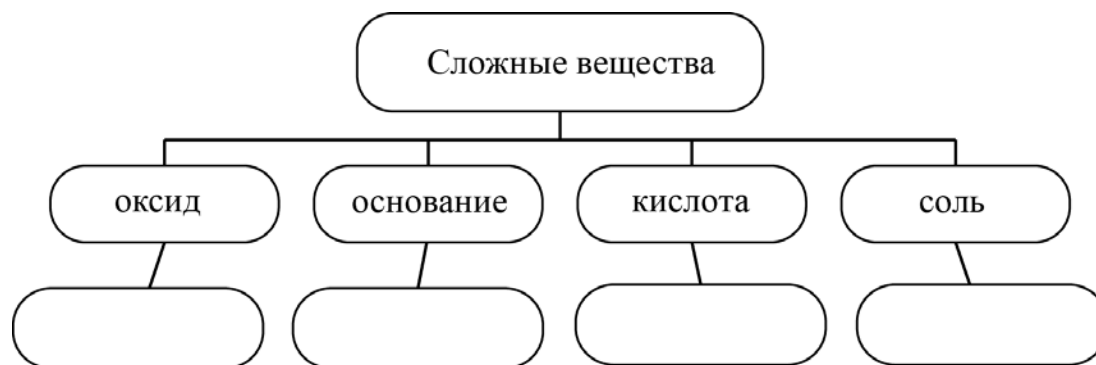 Сложные вещества
оксид
основание
кислота
соль